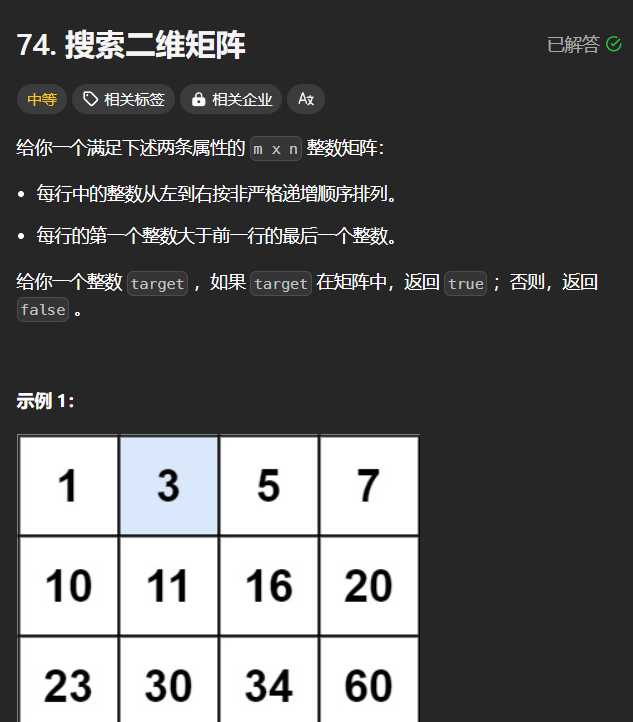 74. 搜索二维矩阵
已解答
中等
相关标签
相关企业
给你一个满足下述两条属性的 m x n 整数矩阵：
每行中的整数从左到右按非严格递增顺序排列。
每行的第一个整数大于前一行的最后一个整数。
给你一个整数 target ，如果 target 在矩阵中，返回 true ；否则，返回
false 。
示例 1：
1 3 5 7
10 11 16 20
23 30 34 60